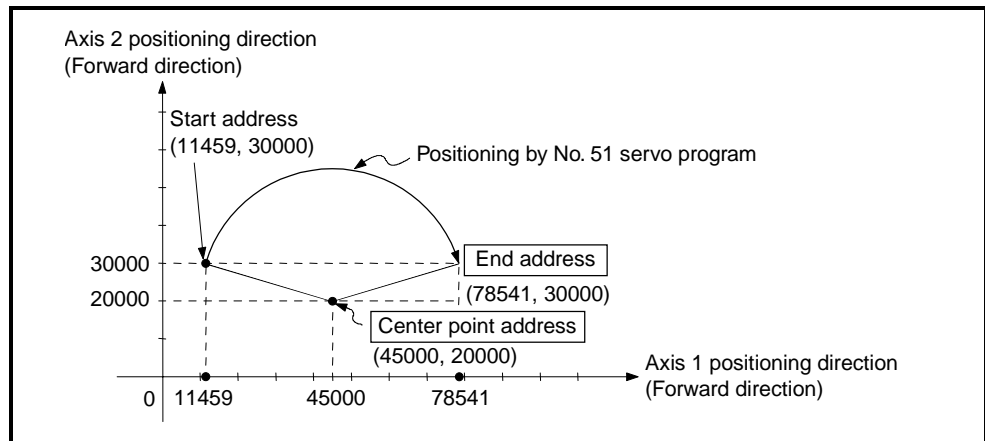 Axis 2 positioning direction
(Forward direction)
Start address
(11459, 30000)
Positioning by No. 51 servo program
30000
End address
20000
(78541, 30000)
Center point address
(45000, 20000)
Axis 1 positioning direction
(Forward direction)
0
11459
45000
78541